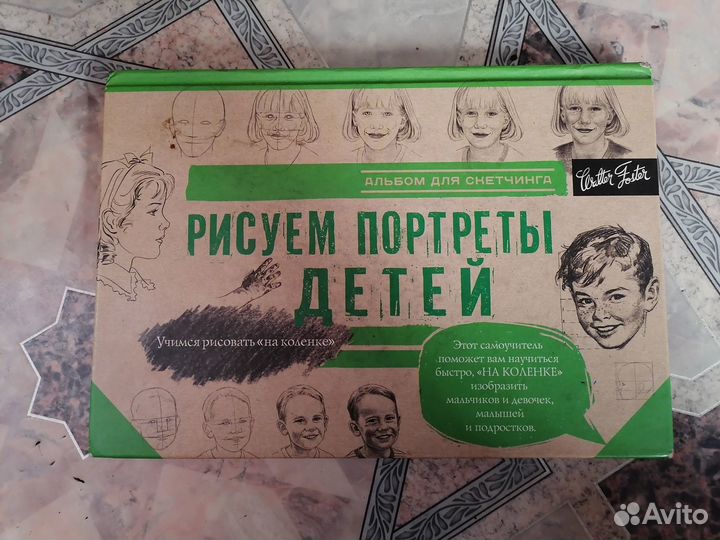 АЛЬБОМ ДЛЯ СКЕТЧИНГА
Walter Foster
РИСУЕМ ПОРТРЕТЫ
ДЕТЕЙ
Учимся рисовать «на коленке»
Этот самоучитель
поможет вам научиться
быстро, «НА КОЛЕНКЕ»
изобразить
мальчиков и девочек,
малышей
и подростков.
Avito